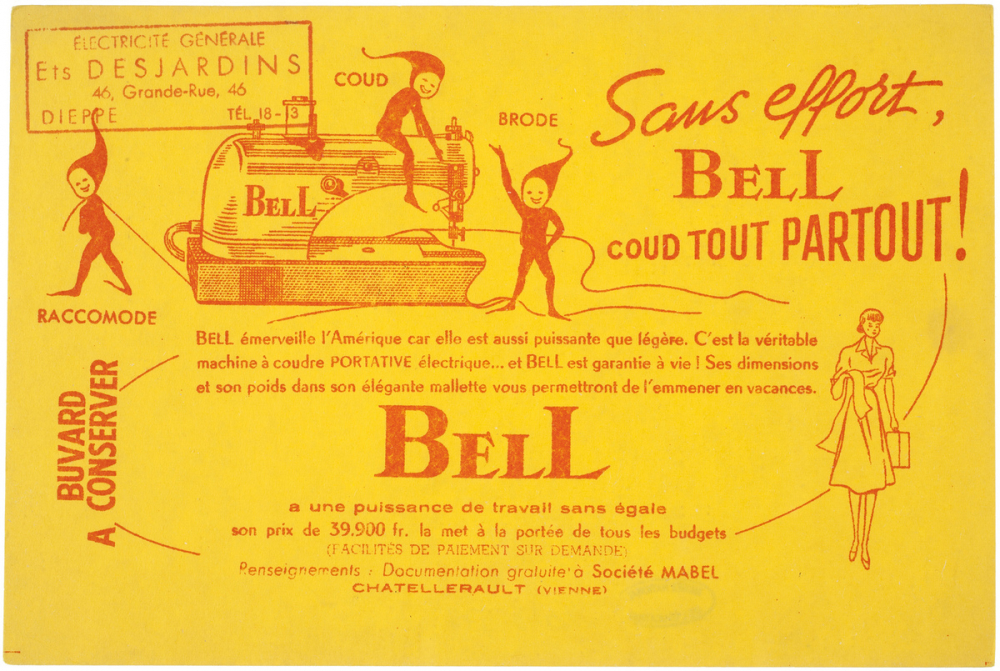 ÉLECTRICITÉ GÉNÉRALE
Ets DESJARDINS
46, Grande-Rue, 46
DIEPPE TÉL. 18-13
COUD
BRODE
Sans effort,
BELL
COUD TOUT PARTOUT!
BELL
RACCOMODE
BELL émerveille l'Amérique car elle est aussi puissante que légère. C'est la véritable
machine à coudre PORTATIVE électrique... et BELL est garantie à vie ! Ses dimensions
et son poids dans son élégante mallette vous permettront de l'emmener en vacances.
BUVARD
A CONSERVER
BELL
a une puissance de travail sans égale
son prix de 39.900 fr. la met à la portée de tous les budgets
(FACILITÉS DE PAIEMENT SUR DEMANDE)
Renseignements : Documentation gratuite à Société MABEL
CHATELLERAULT (VIENNE)